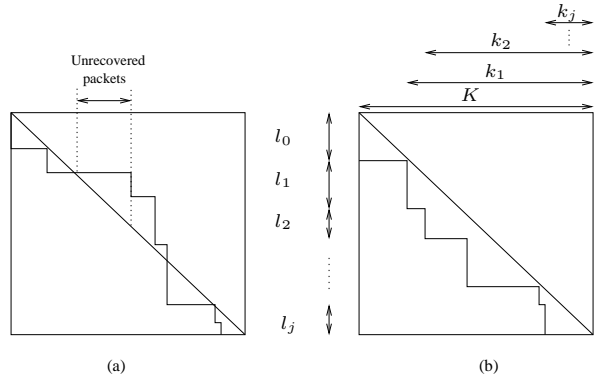 Unrecovered
packets
k_j
k_2
k_1
K
l_0
l_1
l_2
l_j
(a)
(b)